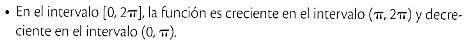 • En el intervalo [0, 2π], la función es creciente en el intervalo (π, 2π) y decre-
ciente en el intervalo (0, π).